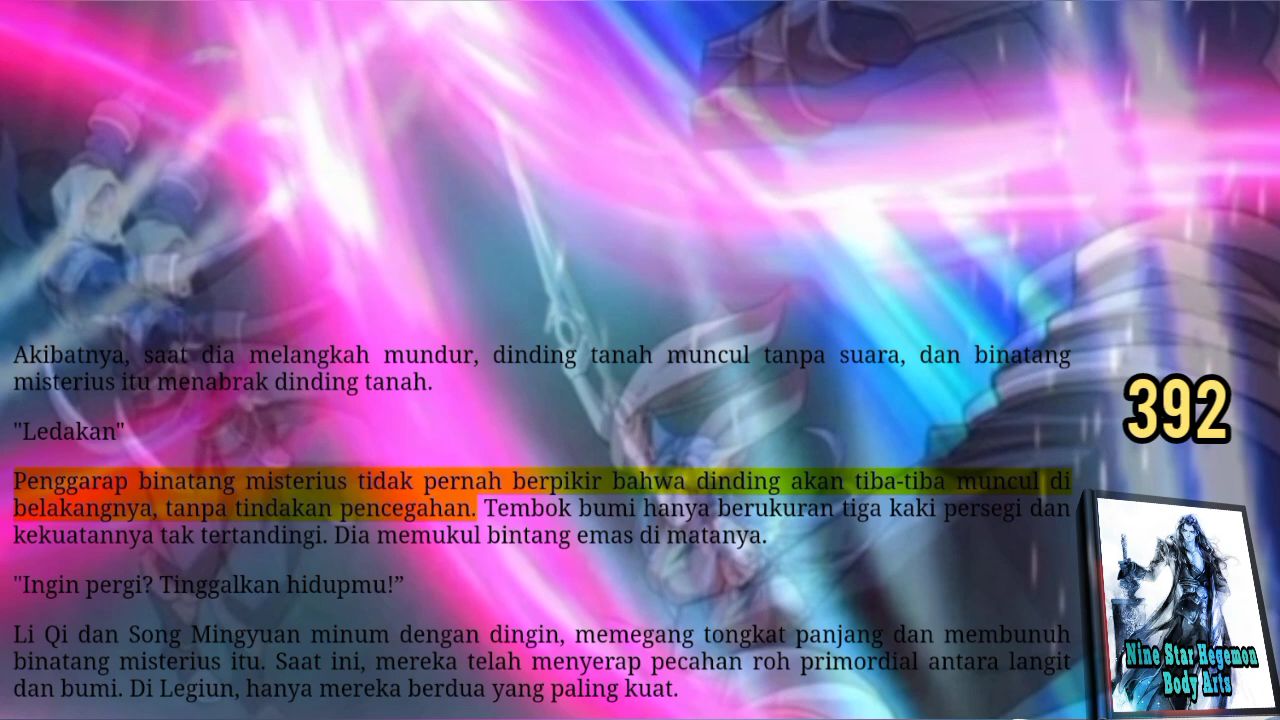 Akibatnya, saat dia melangkah mundur, dinding tanah muncul tanpa suara, dan binatang
misterius itu menabrak dinding tanah.
"Ledakan"
Penggarap binatang misterius tidak pernah berpikir bahwa dinding akan tiba-tiba muncul di
belakangnya, tanpa tindakan pencegahan. Tembok bumi hanya berukuran tiga kaki persegi dan
kekuatannya tak tertandingi. Dia memukul bintang emas di matanya.
"Ingin pergi? Tinggalkan hidupmu!”
Li Qi dan Song Mingyuan minum dengan dingin, memegang tongkat panjang dan membunuh
binatang misterius itu. Saat ini, mereka telah menyerap pecahan roh primordial antara langit
dan bumi. Di Legiun, hanya mereka berdua yang paling kuat.
392
Nine Star Hegemon
Body Arts